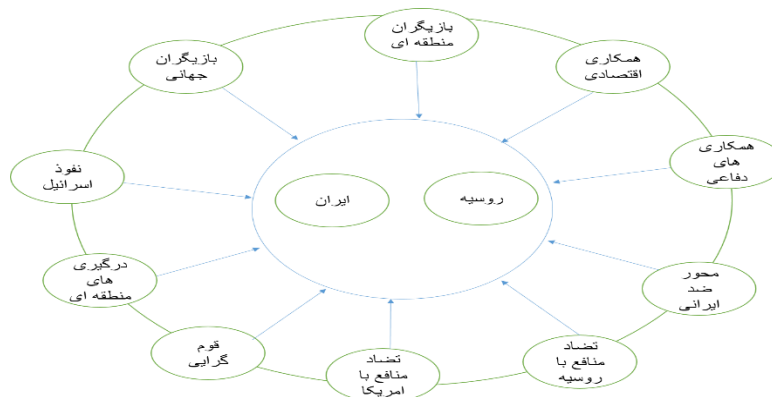 بازیگران
منطقه ای
همکاری
اقتصادی
همکاری
های
دفاعی
محور
ضد
ایرانی
تضاد
منافع با
روسیه
تضاد
منافع با
امریکا
قوم
گرایی
درگیری
های
منطقه ای
نفوذ
اسرائیل
بازیگران
جهانی
روسیه
ایران